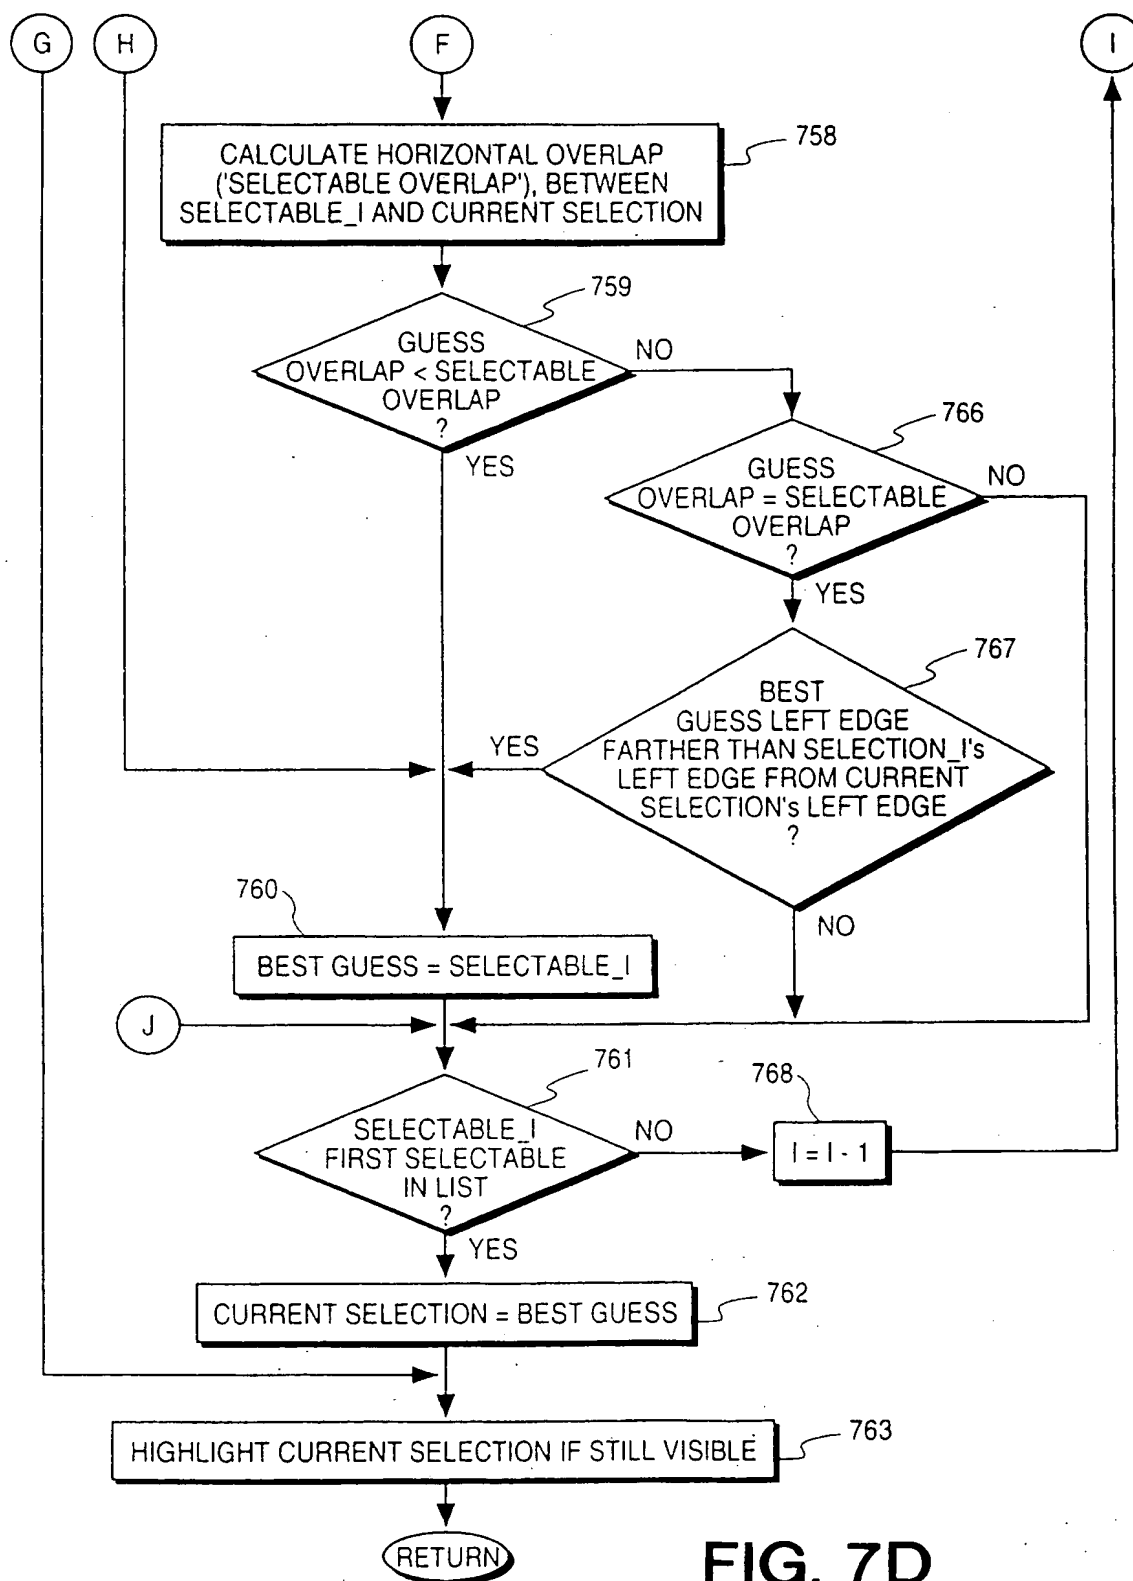 G
H
F
I
CALCULATE HORIZONTAL OVERLAP
('SELECTABLE OVERLAP'), BETWEEN
SELECTABLE_I AND CURRENT SELECTION
758
759
GUESS
OVERLAP < SELECTABLE
OVERLAP
?
NO
YES
766
GUESS
OVERLAP = SELECTABLE
OVERLAP
?
NO
YES
767
BEST
GUESS LEFT EDGE
FARTHER THAN SELECTION_I's
LEFT EDGE FROM CURRENT
SELECTION's LEFT EDGE
?
YES
NO
760
BEST GUESS = SELECTABLE_I
J
761
SELECTABLE_I
FIRST SELECTABLE
IN LIST
?
NO
YES
768
I = I - 1
CURRENT SELECTION = BEST GUESS
762
HIGHLIGHT CURRENT SELECTION IF STILL VISIBLE
763
RETURN
FIG. 7D